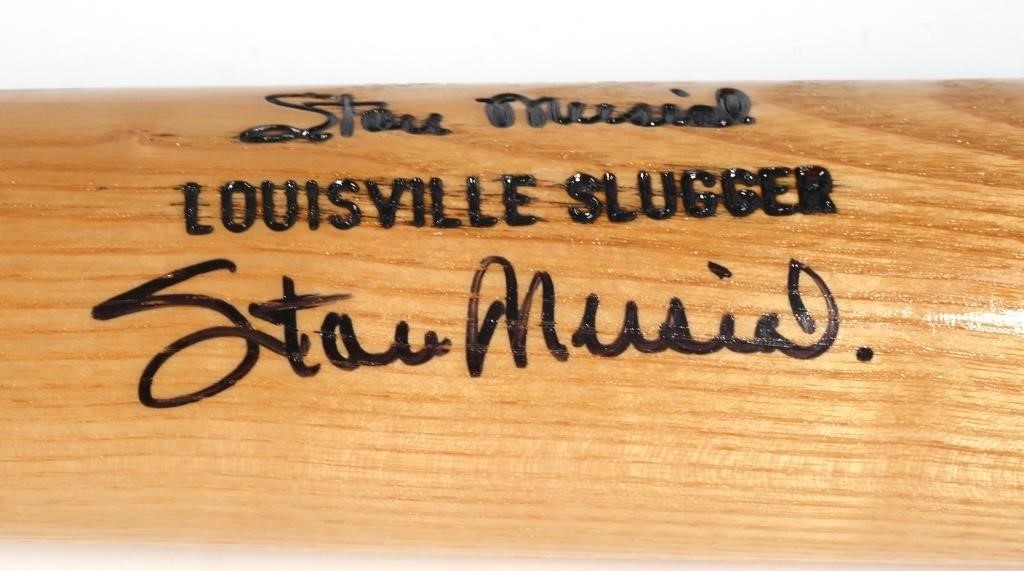 Stan Musial
LOUISVILLE SLUGGER
Stan Musial.